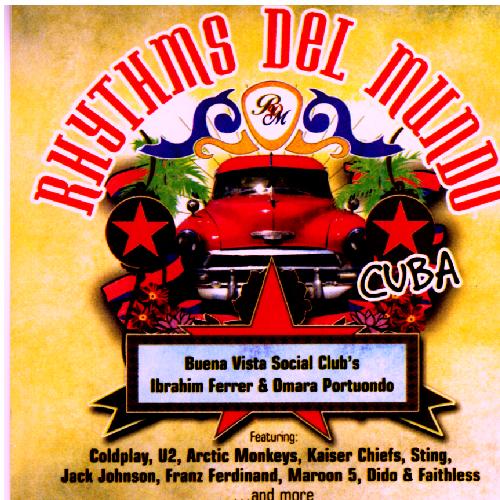 RHYTHMS DEL MUNDO
RM
CUBA
Buena Vista Social Club's
Ibrahim Ferrer & Omara Portuondo
Featuring:
Coldplay, U2, Arctic Monkeys, Kaiser Chiefs, Sting,
Jack Johnson, Franz Ferdinand, Maroon 5, Dido & Faithless
...and more